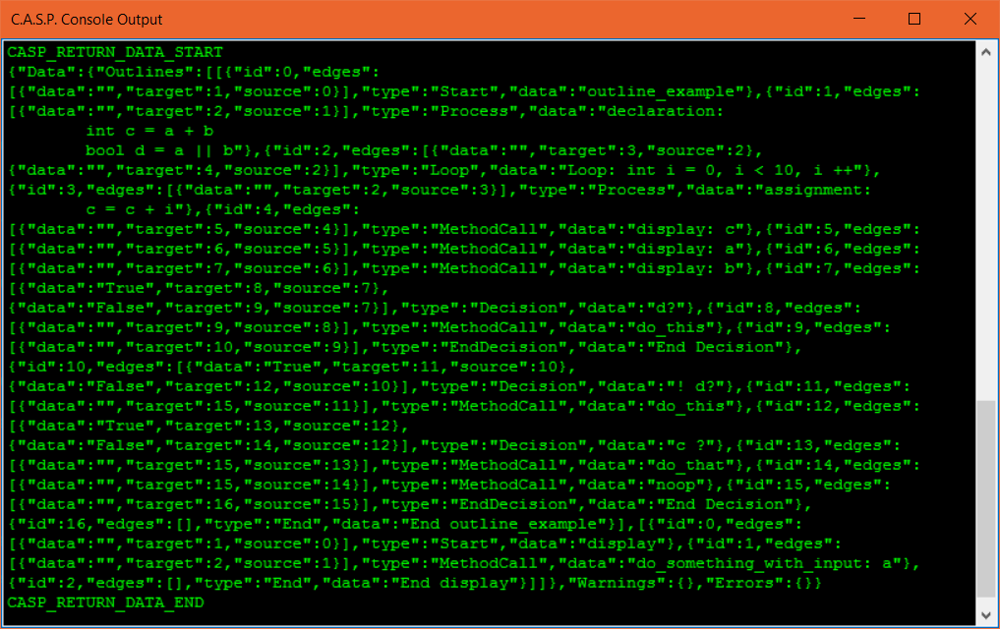 C.A.S.P. Console Output
CASP_RETURN_DATA_START
{"Data":{"Outlines":[[{"id":0,"edges":
[{"data":"","target":1,"source":0}],"type":"Start","data":"outline_example"},{"id":1,"edges":
[{"data":"","target":2,"source":1}],"type":"Process","data":"declaration:
        int c = a + b
        bool d = a || b"},{"id":2,"edges":[{"data":"","target":3,"source":2},
{"data":"","target":4,"source":2}],"type":"Loop","data":"Loop: int i = 0, i < 10, i ++"},
{"id":3,"edges":[{"data":"","target":2,"source":3}],"type":"Process","data":"assignment:
        c = c + i"},{"id":4,"edges":
[{"data":"","target":5,"source":4}],"type":"MethodCall","data":"display: c"},{"id":5,"edges":
[{"data":"","target":6,"source":5}],"type":"MethodCall","data":"display: a"},{"id":6,"edges":
[{"data":"","target":7,"source":6}],"type":"MethodCall","data":"display: b"},{"id":7,"edges":
[{"data":"True","target":8,"source":7},
{"data":"False","target":9,"source":7}],"type":"Decision","data":"d?"},{"id":8,"edges":
[{"data":"","target":9,"source":8}],"type":"MethodCall","data":"do_this"},{"id":9,"edges":
[{"data":"","target":10,"source":9}],"type":"EndDecision","data":"End Decision"},
{"id":10,"edges":[{"data":"True","target":11,"source":10},
{"data":"False","target":12,"source":10}],"type":"Decision","data":"! d?"},{"id":11,"edges":
[{"data":"","target":15,"source":11}],"type":"MethodCall","data":"do_this"},{"id":12,"edges":
[{"data":"True","target":13,"source":12},
{"data":"False","target":14,"source":12}],"type":"Decision","data":"c ?"},{"id":13,"edges":
[{"data":"","target":15,"source":13}],"type":"MethodCall","data":"do_that"},{"id":14,"edges":
[{"data":"","target":15,"source":14}],"type":"MethodCall","data":"noop"},{"id":15,"edges":
[{"data":"","target":16,"source":15}],"type":"EndDecision","data":"End Decision"},
{"id":16,"edges":[],"type":"End","data":"End outline_example"}],[{"id":0,"edges":
[{"data":"","target":1,"source":0}],"type":"Start","data":"display"},{"id":1,"edges":
[{"data":"","target":2,"source":1}],"type":"MethodCall","data":"do_something_with_input: a"},
{"id":2,"edges":[],"type":"End","data":"End display"}]]},"Warnings":{},"Errors":{}}
CASP_RETURN_DATA_END